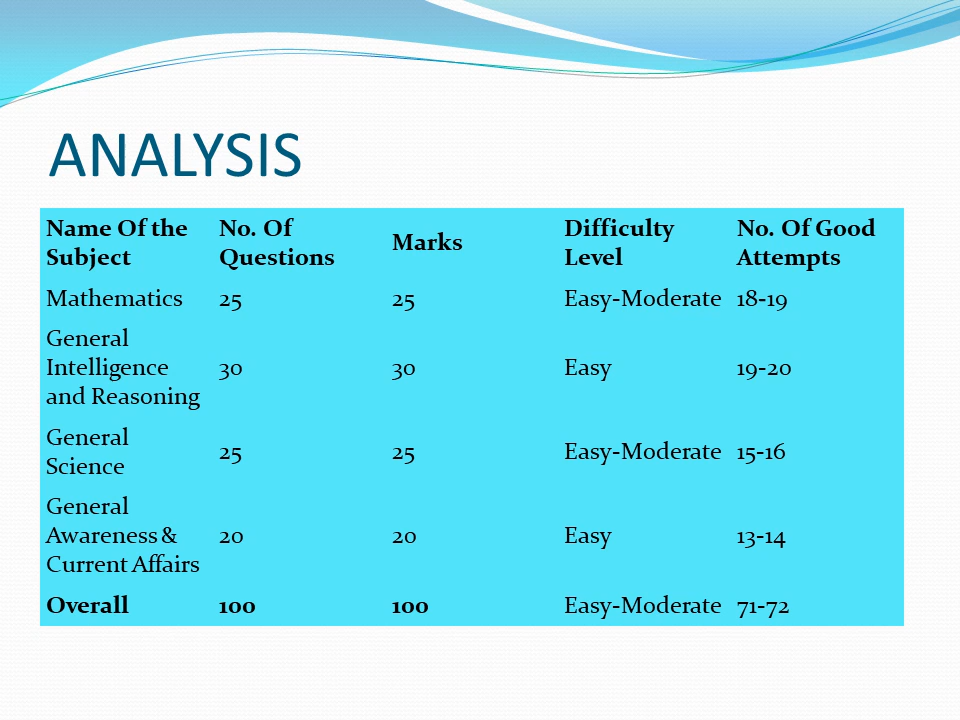 ANALYSIS
Name Of the Subject No. Of Questions Marks Difficulty Level No. Of Good Attempts
Mathematics 25 25 Easy-Moderate 18-19
General Intelligence and Reasoning 30 30 Easy 19-20
General Science 25 25 Easy-Moderate 15-16
General Awareness & Current Affairs 20 20 Easy 13-14
Overall 100 100 Easy-Moderate 71-72